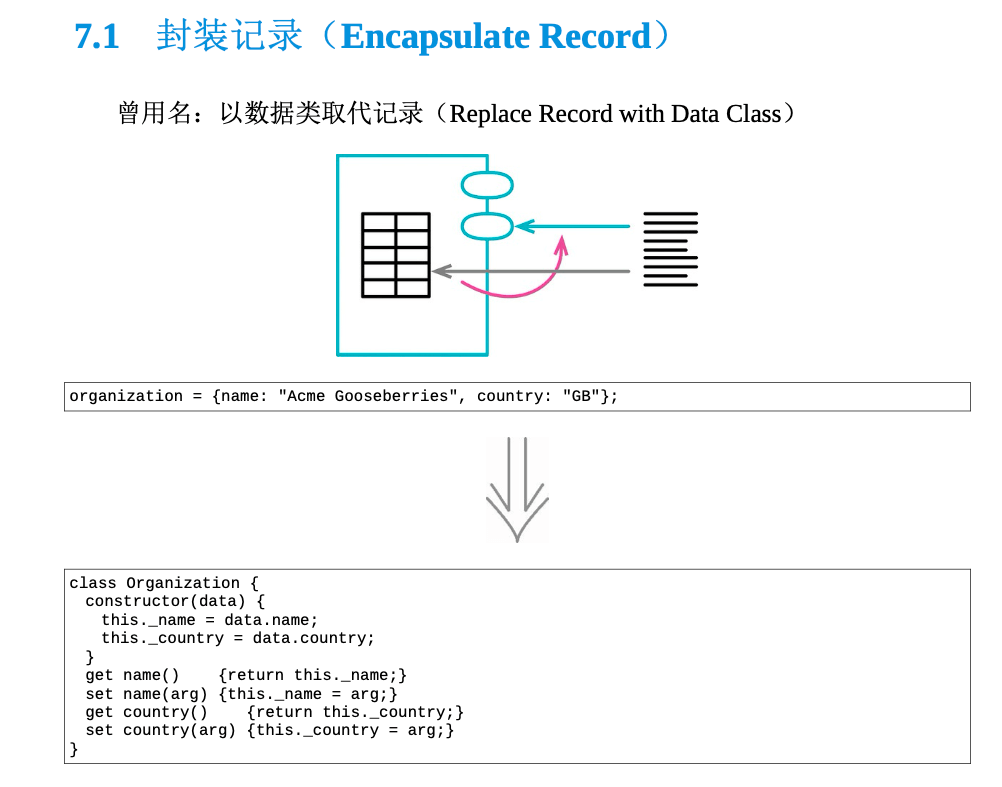 7.1 封装记录（Encapsulate Record）
曾用名：以数据类取代记录（Replace Record with Data Class）
organization = {name: "Acme Gooseberries", country: "GB"};
class Organization {
  constructor(data) {
    this._name = data.name;
    this._country = data.country;
  }
  get name()    {return this._name;}
  set name(arg) {this._name = arg;}
  get country()    {return this._country;}
  set country(arg) {this._country = arg;}
}